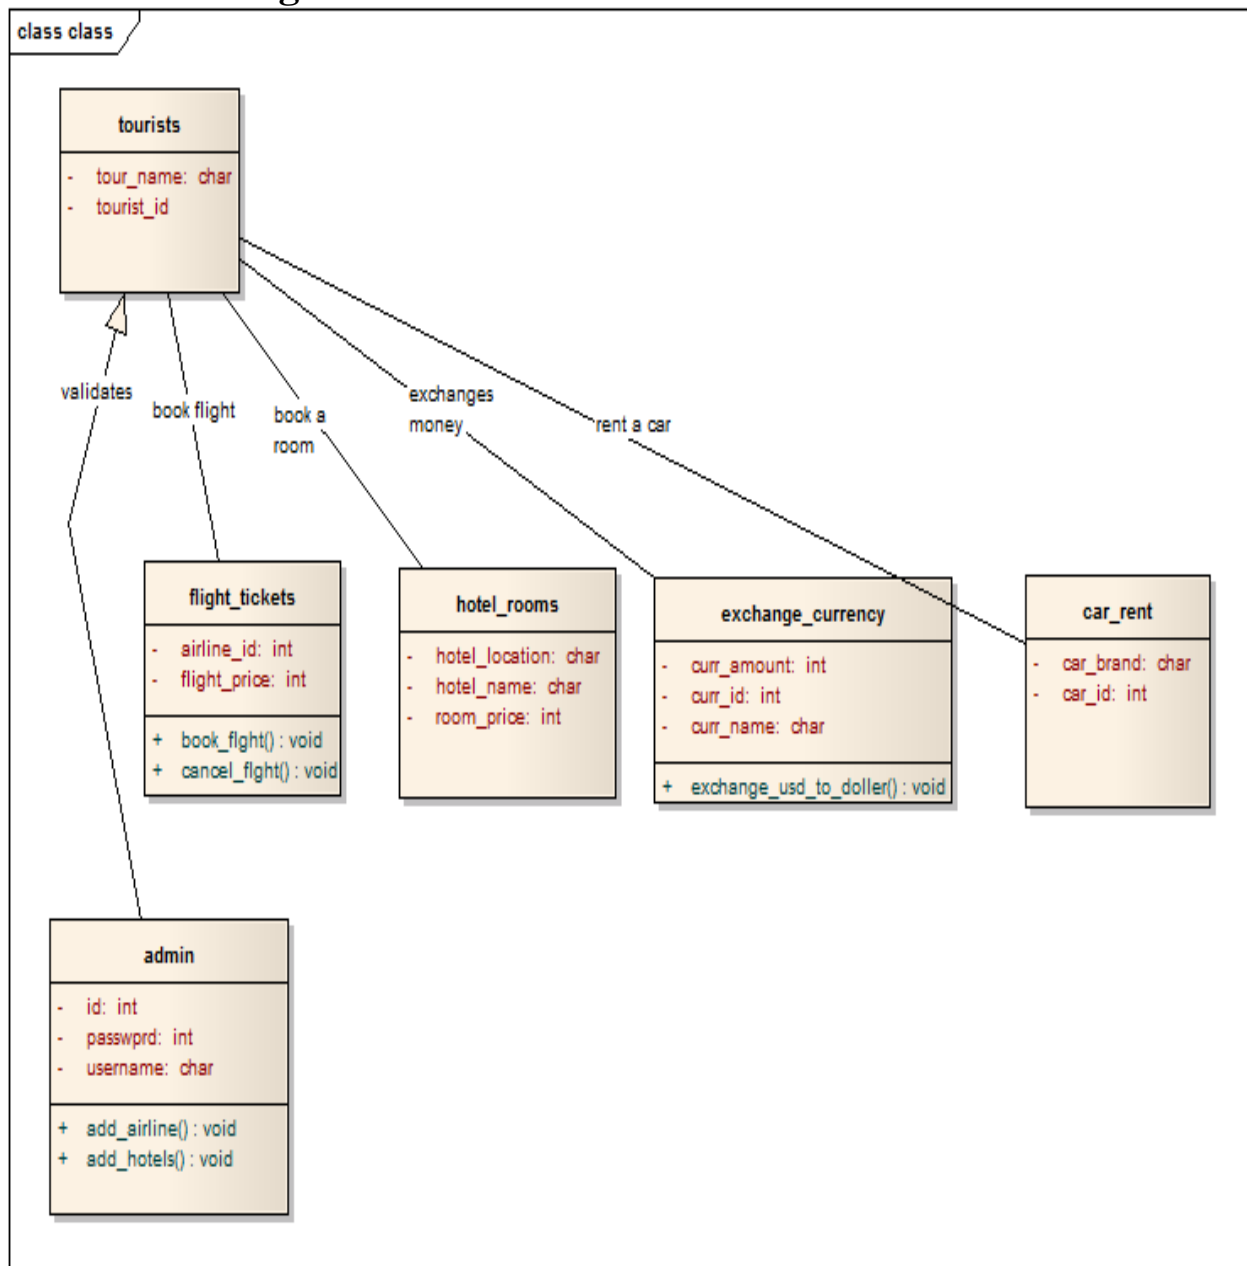 class class
tourists
- tour_name: char
- tourist_id
validates
book flight
book a
room
exchanges
money
rent a car
flight_tickets
- airline_id: int
- flight_price: int
+ book_flght() : void
+ cancel_flght() : void
hotel_rooms
- hotel_location: char
- hotel_name: char
- room_price: int
exchange_currency
- curr_amount: int
- curr_id: int
- curr_name: char
+ exchange_usd_to_doller() : void
car_rent
- car_brand: char
- car_id: int
admin
- id: int
- passwprd: int
- username: char
+ add_airline() : void
+ add_hotels() : void